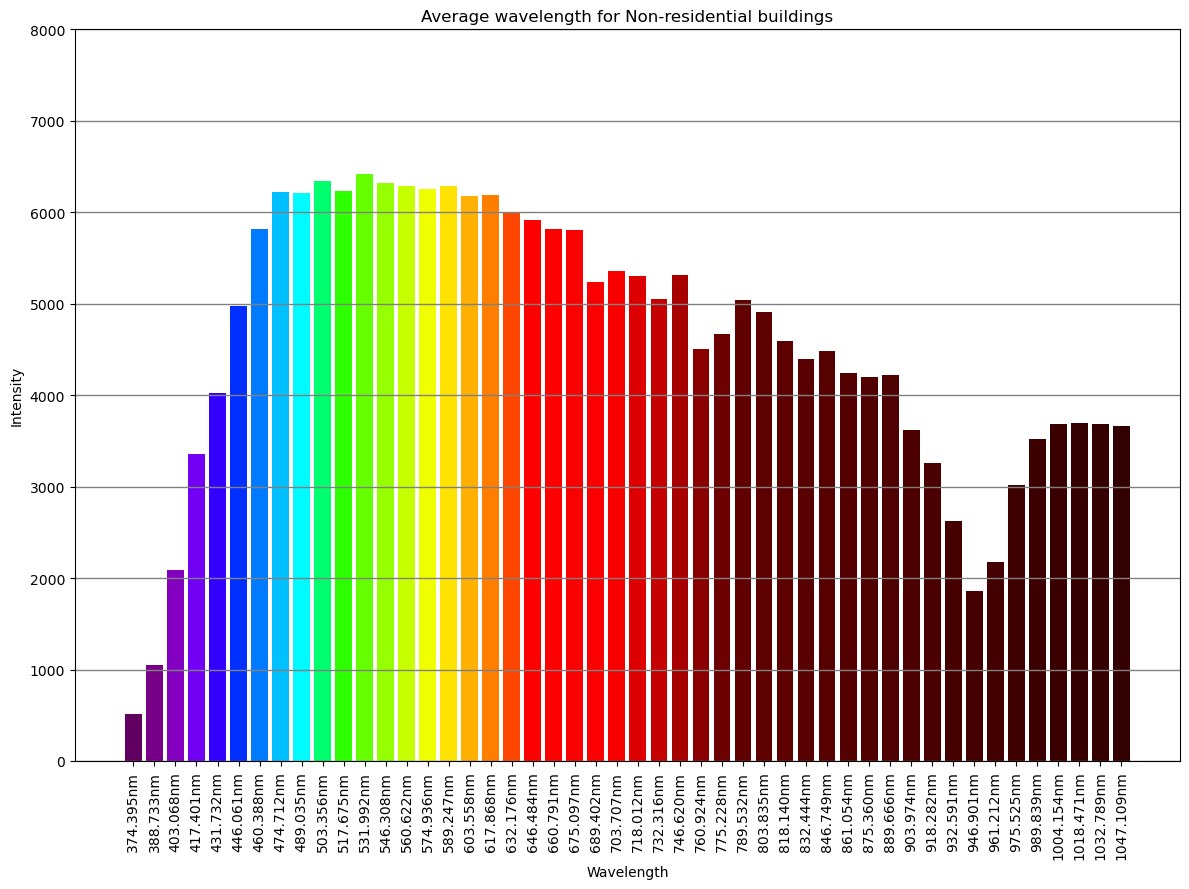 Average wavelength for Non-residential buildings
8000
7000
6000
5000
4000
3000
2000
1000
0
Intensity
374.395nm
388.733nm
403.068nm
417.401nm
431.732nm
446.061nm
460.388nm
474.712nm
489.035nm
503.356nm
517.675nm
531.992nm
546.308nm
560.622nm
574.936nm
589.247nm
603.558nm
617.868nm
632.176nm
646.484nm
660.791nm
675.097nm
689.402nm
703.707nm
718.012nm
732.316nm
746.620nm
760.924nm
775.228nm
789.532nm
803.835nm
818.140nm
832.444nm
846.749nm
861.054nm
875.360nm
889.666nm
903.974nm
918.282nm
932.591nm
946.901nm
961.212nm
975.525nm
989.839nm
1004.154nm
1018.471nm
1032.789nm
1047.109nm
Wavelength